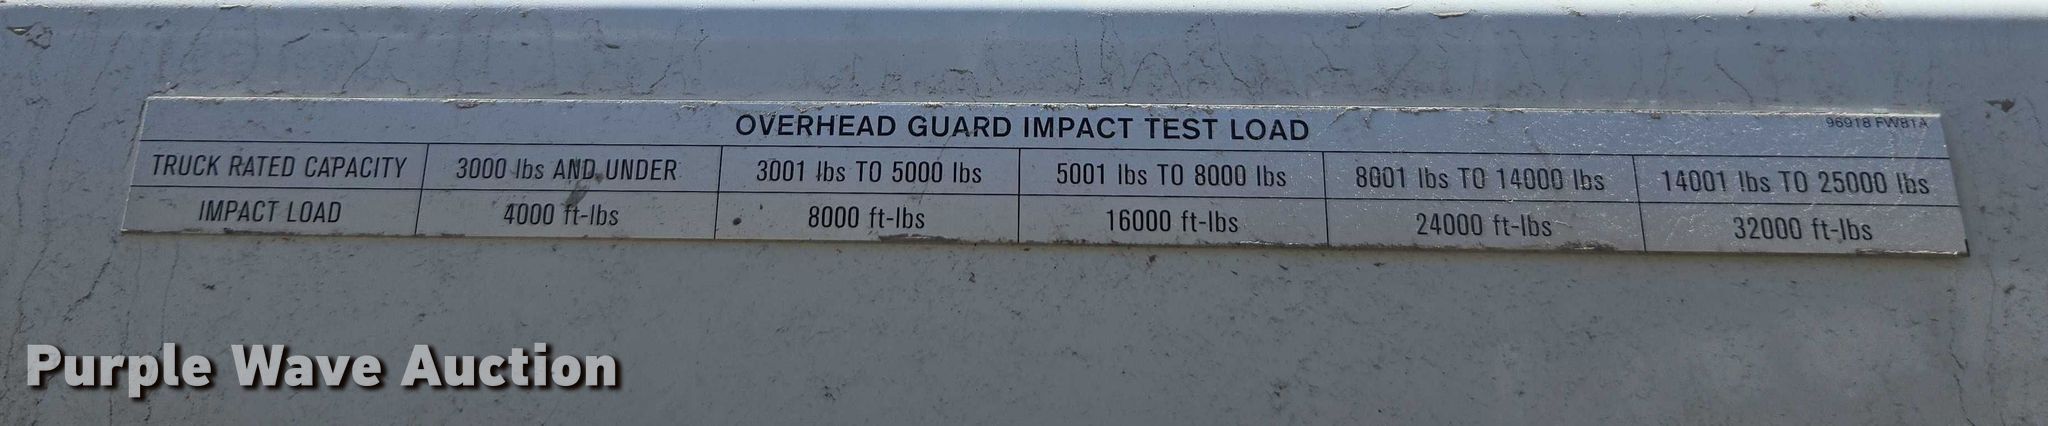 OVERHEAD GUARD IMPACT TEST LOAD
96918 FW81A
TRUCK RATED CAPACITY 3000 lbs AND UNDER 3001 lbs TO 5000 lbs 5001 lbs TO 8000 lbs 8001 lbs TO 14000 lbs 14001 lbs TO 25000 lbs
IMPACT LOAD 4000 ft-lbs 8000 ft-lbs 16000 ft-lbs 24000 ft-lbs 32000 ft-lbs
Purple Wave Auction